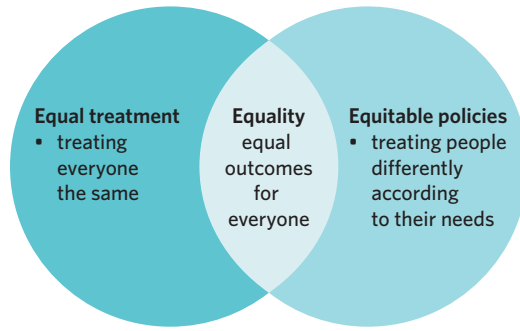 Equal treatment
• treating
everyone
the same
Equality
equal
outcomes
for
everyone
Equitable policies
• treating people
differently
according
to their needs